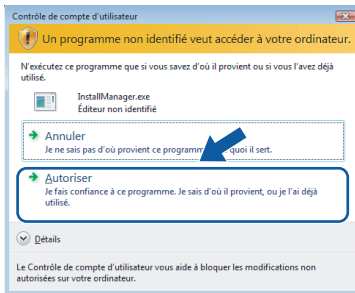 Contrôle de compte d'utilisateur
Un programme non identifié veut accéder à votre ordinateur.
N'exécutez ce programme que si vous savez d'où il provient ou si vous l'avez déjà
utilisé.
InstallManager.exe
Éditeur non identifié
Annuler
Je ne sais pas d'où provient ce quoi il sert.
Autoriser
Je fais confiance à ce programme. Je sais d'où il provient, ou je l'ai déjà
utilisé.
Détails
Le Contrôle de compte d'utilisateur vous aide à bloquer les modifications non
autorisées sur votre ordinateur.